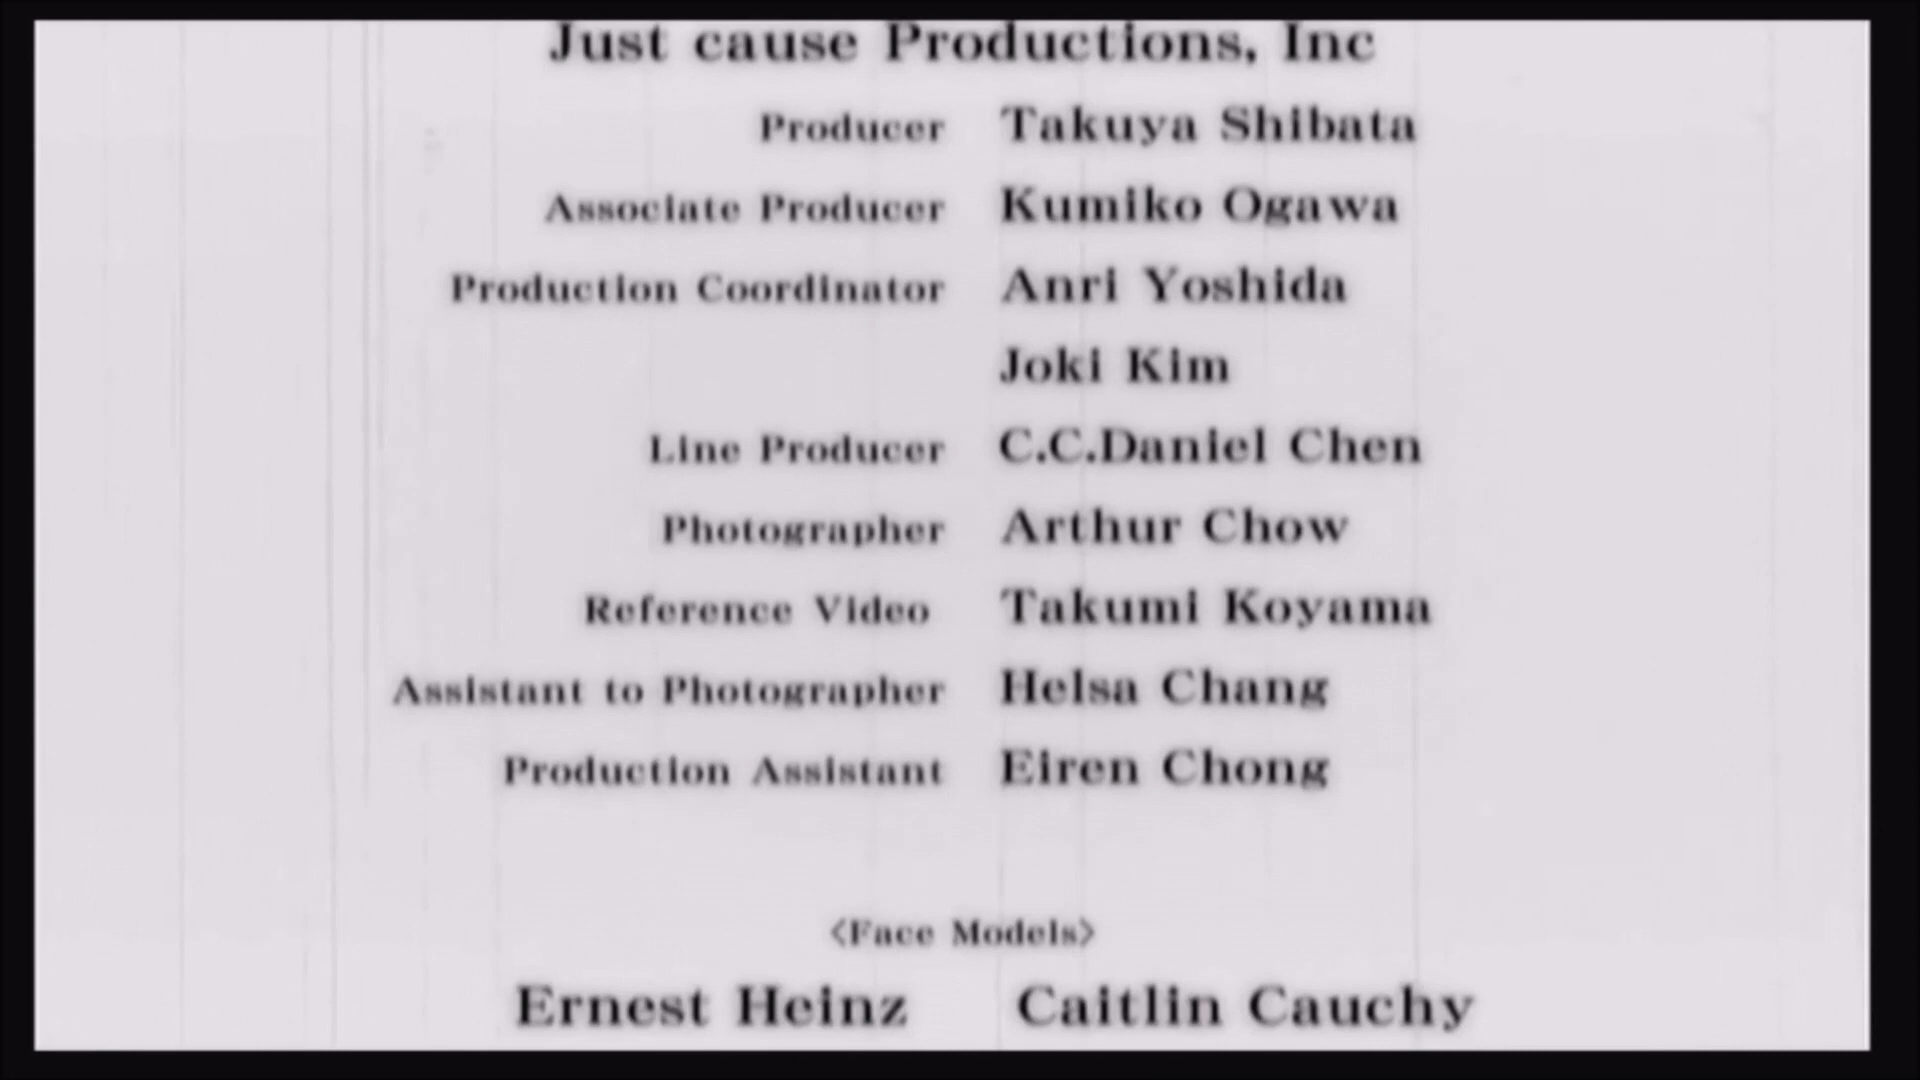 Just cause Productions, Inc
Producer Takuya Shibata
Associate Producer Kumiko Ogawa
Production Coordinator Anri Yoshida
Joki Kim
Line Producer C.C.Daniel Chen
Photographer Arthur Chow
Reference Video Takumi Koyama
Assistant to Photographer Helsa Chang
Production Assistant Eiren Chong
<Face Models>
Ernest Heinz Caitlin Cauchy